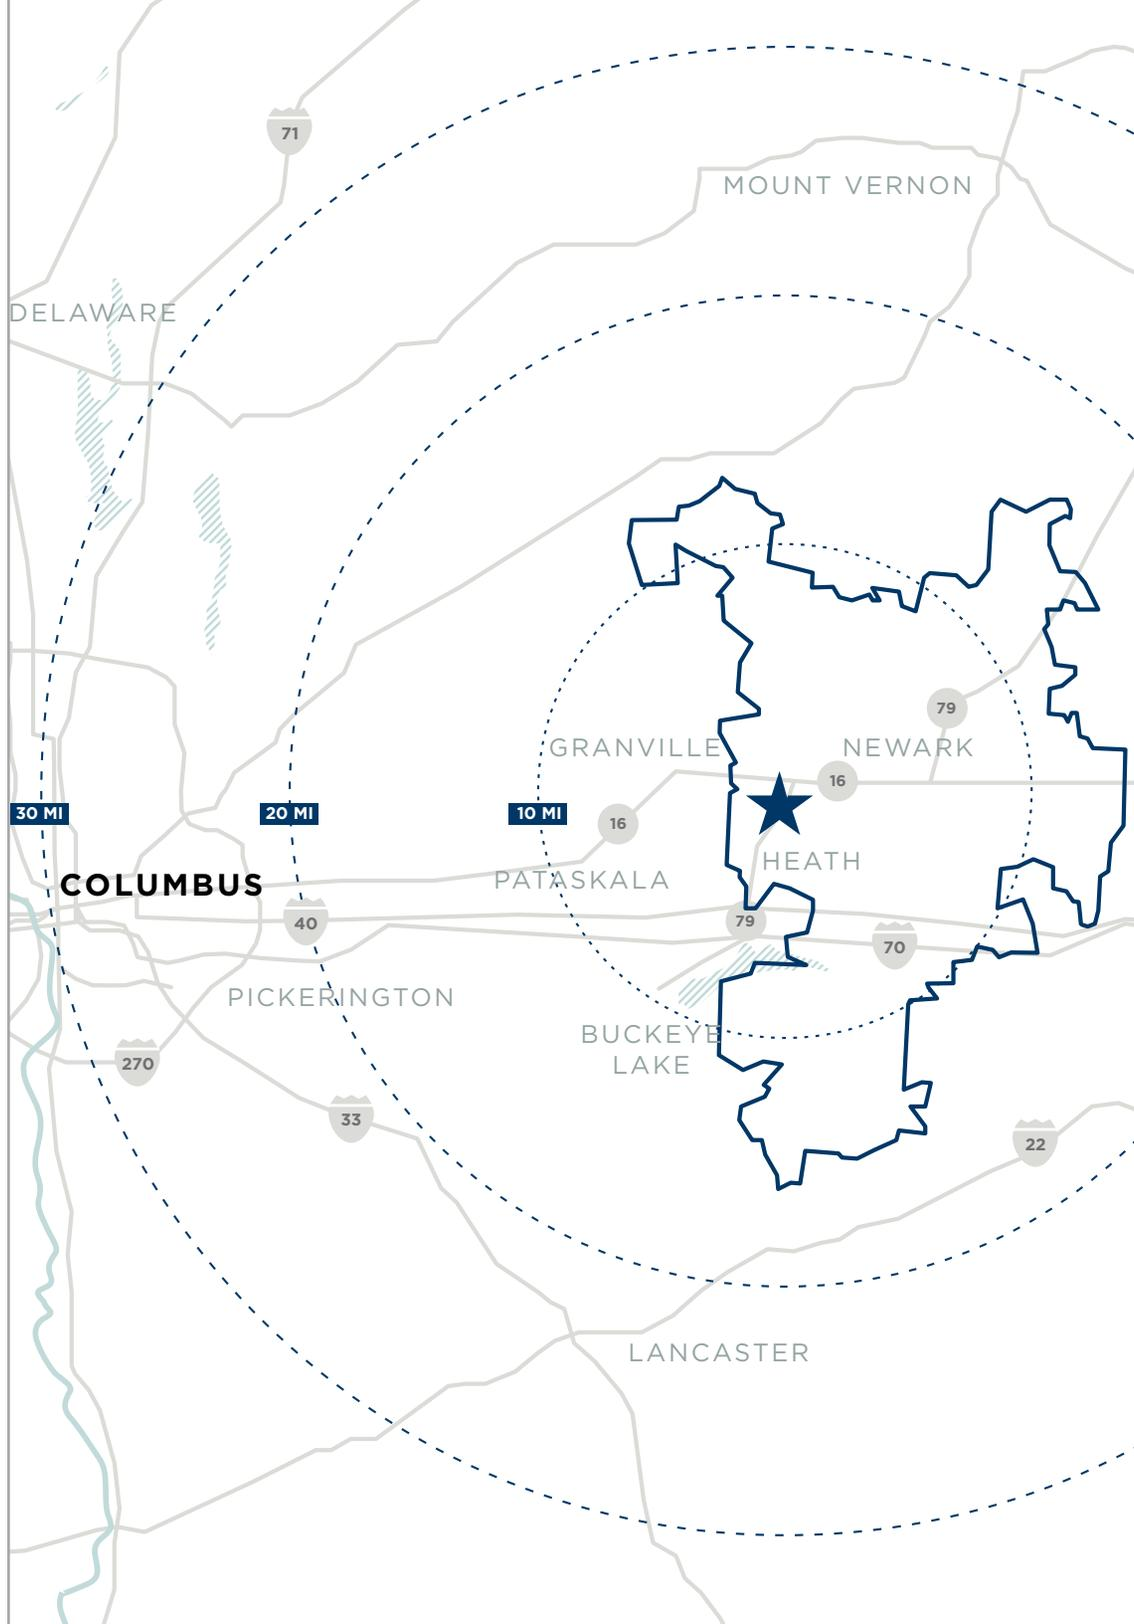 71
MOUNT VERNON
DELAWARE
79
GRANVILLE
NEWARK
16
30 MI
20 MI
10 MI
16
HEATH
PATASKALA
COLUMBUS
40
79
70
PICKERINGTON
BUCKEYE
LAKE
270
33
22
LANCASTER